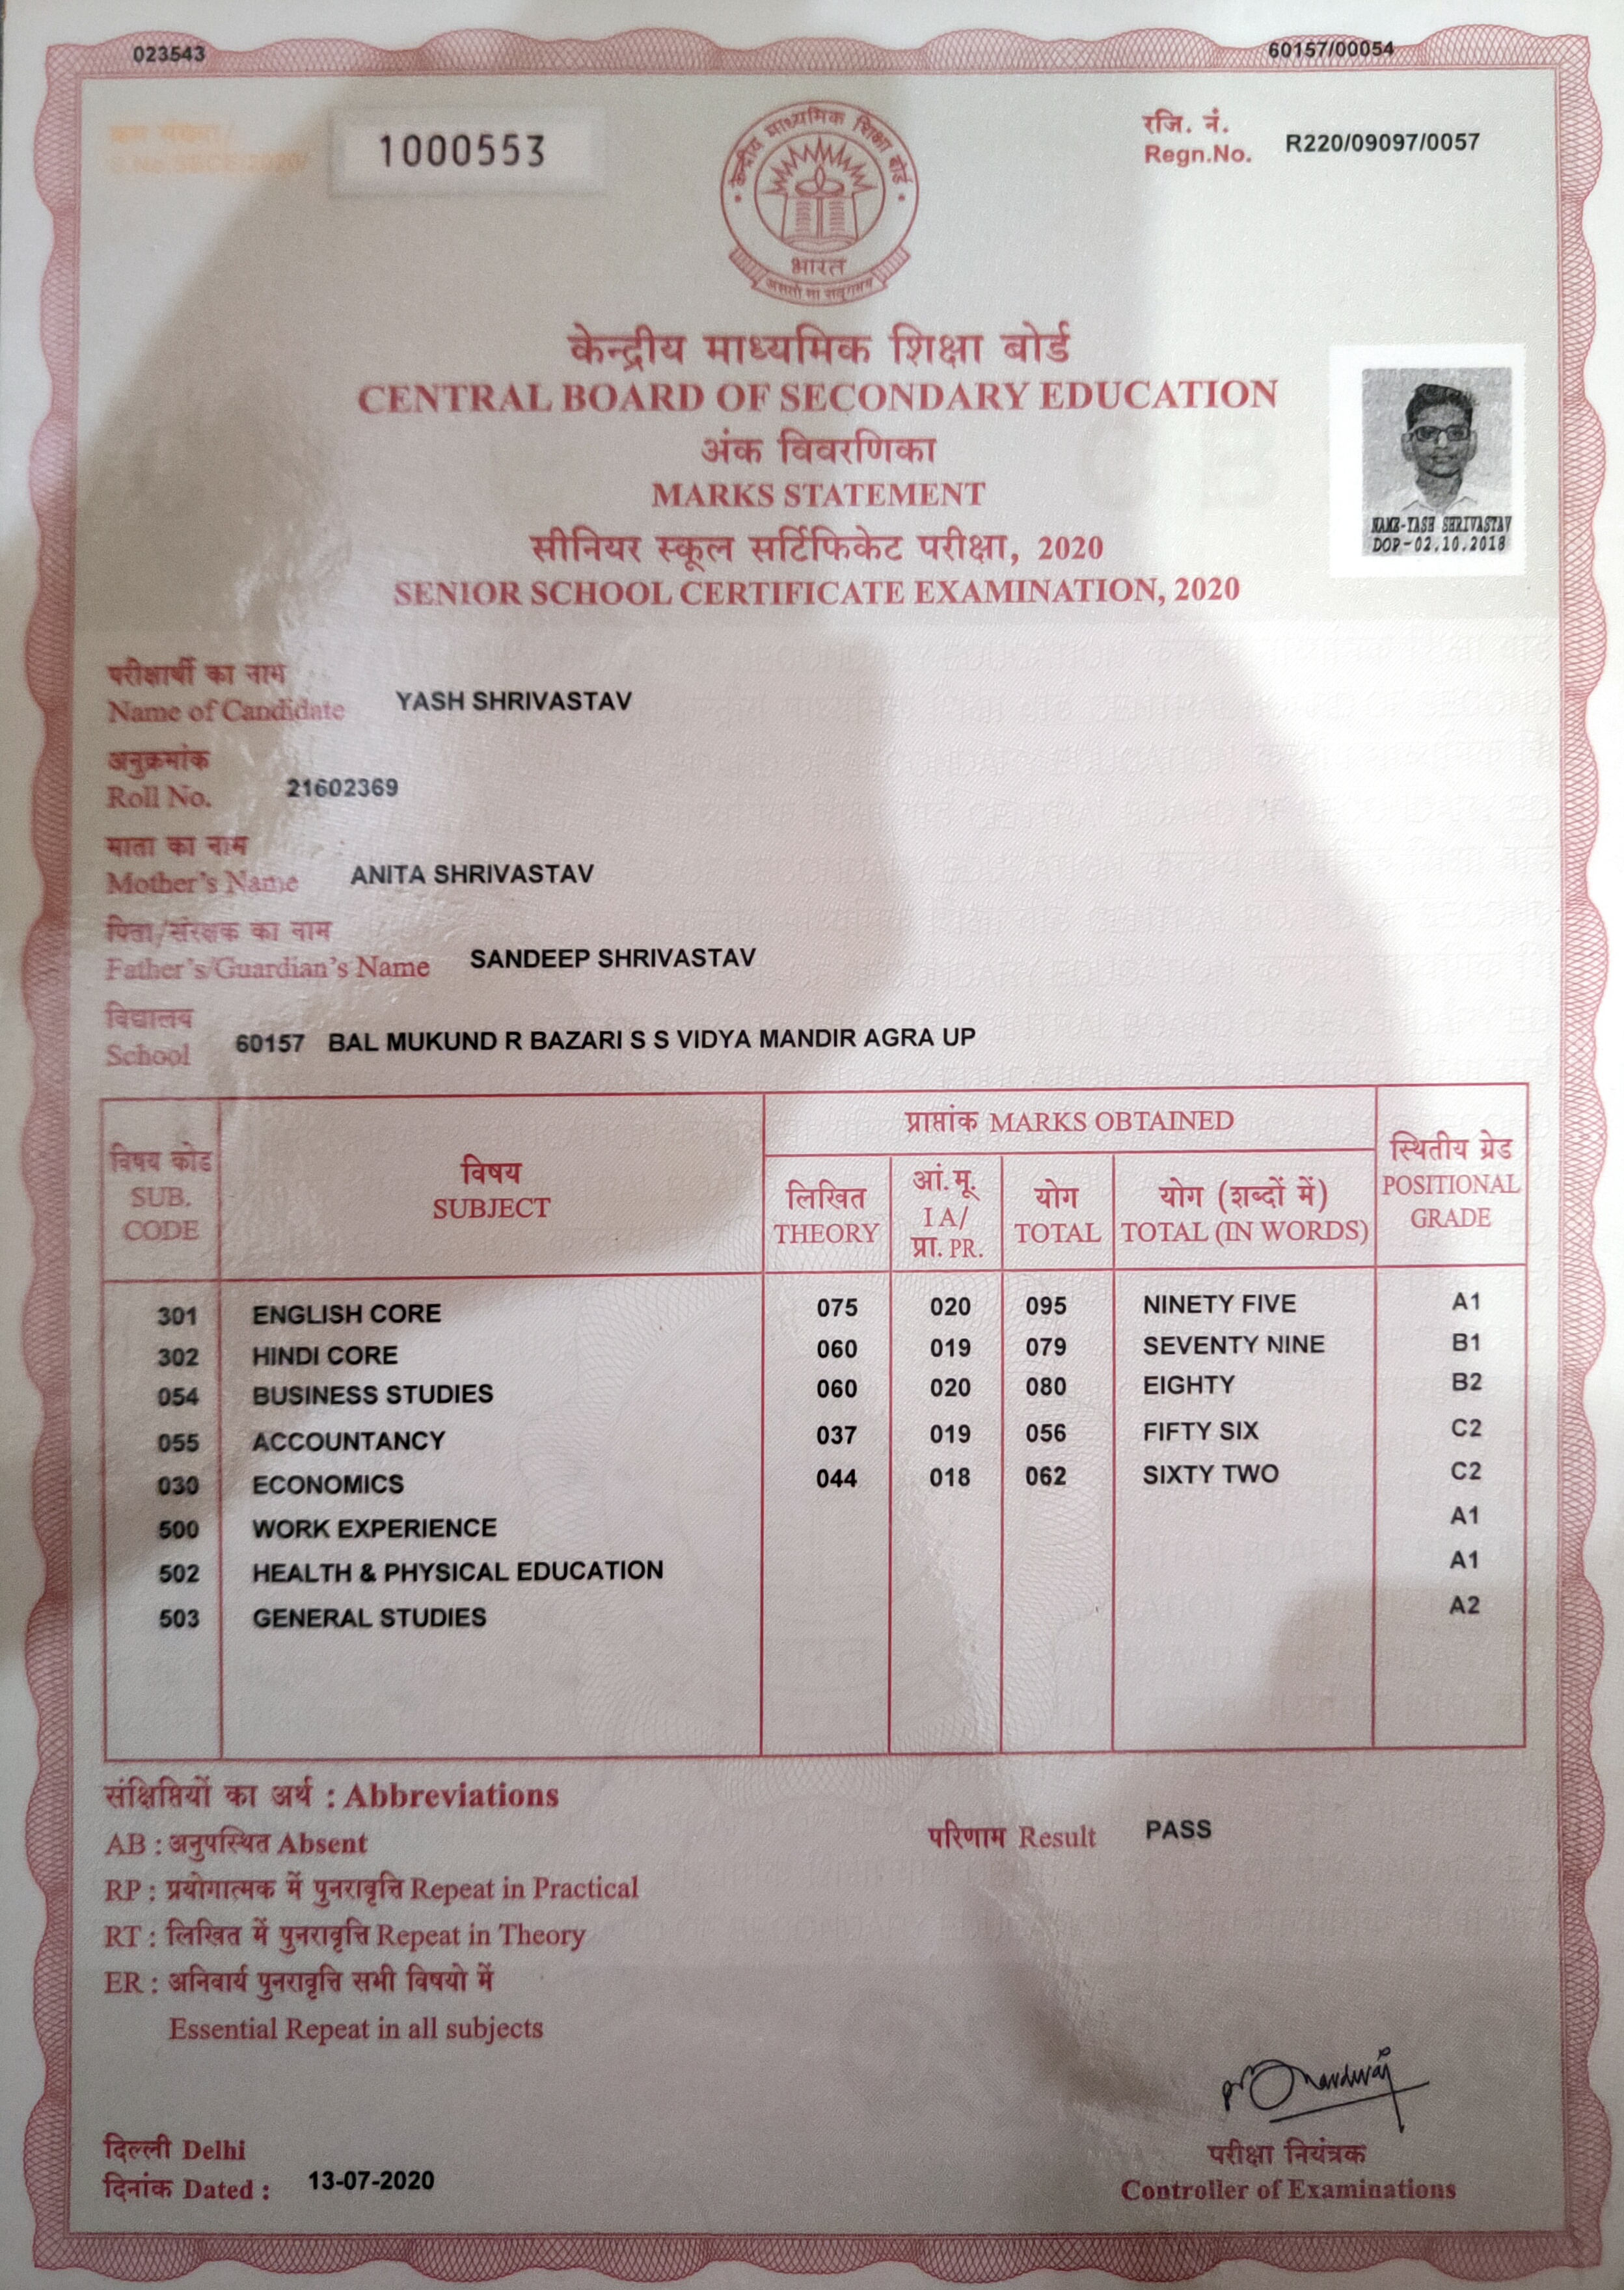 023543 60157/00054
क्रम संख्या/
S.No.SSCE/2020/ 1000553
रजि. नं.
Regn.No. R220/09097/0057
केन्द्रीय माध्यमिक शिक्षा बोर्ड
भारत
असतो मा सद्गमय
केन्द्रीय माध्यमिक शिक्षा बोर्ड
CENTRAL BOARD OF SECONDARY EDUCATION
अंक विवरणिका
MARKS STATEMENT
सीनियर स्कूल सर्टिफिकेट परीक्षा, 2020
SENIOR SCHOOL CERTIFICATE EXAMINATION, 2020
NAME-YASH SHRIVASTAV
DOP-02.10.2018
परीक्षार्थी का नाम
Name of Candidate YASH SHRIVASTAV
अनुक्रमांक
Roll No. 21602369
माता का नाम
Mother's Name ANITA SHRIVASTAV
पिता/संरक्षक का नाम
Father's/Guardian's Name SANDEEP SHRIVASTAV
विद्यालय
School 60157 BAL MUKUND R BAZARI S S VIDYA MANDIR AGRA UP
विषय कोड
SUB.
CODE
विषय
SUBJECT
प्राप्तांक MARKS OBTAINED
लिखित
THEORY
आं.मू.
I A/
प्रा. PR.
योग
TOTAL
योग (शब्दों में)
TOTAL (IN WORDS)
स्थितीय ग्रेड
POSITIONAL
GRADE
301 ENGLISH CORE 075 020 095 NINETY FIVE A1
302 HINDI CORE 060 019 079 SEVENTY NINE B1
054 BUSINESS STUDIES 060 020 080 EIGHTY B2
055 ACCOUNTANCY 037 019 056 FIFTY SIX C2
030 ECONOMICS 044 018 062 SIXTY TWO C2
500 WORK EXPERIENCE A1
502 HEALTH & PHYSICAL EDUCATION A1
503 GENERAL STUDIES A2
संक्षिप्तियों का अर्थ : Abbreviations
AB : अनुपस्थित Absent
परिणाम Result PASS
RP : प्रयोगात्मक में पुनरावृत्ति Repeat in Practical
RT : लिखित में पुनरावृत्ति Repeat in Theory
ER : अनिवार्य पुनरावृत्ति सभी विषयो में
Essential Repeat in all subjects
दिल्ली Delhi
दिनांक Dated : 13-07-2020
परीक्षा नियंत्रक
Controller of Examinations